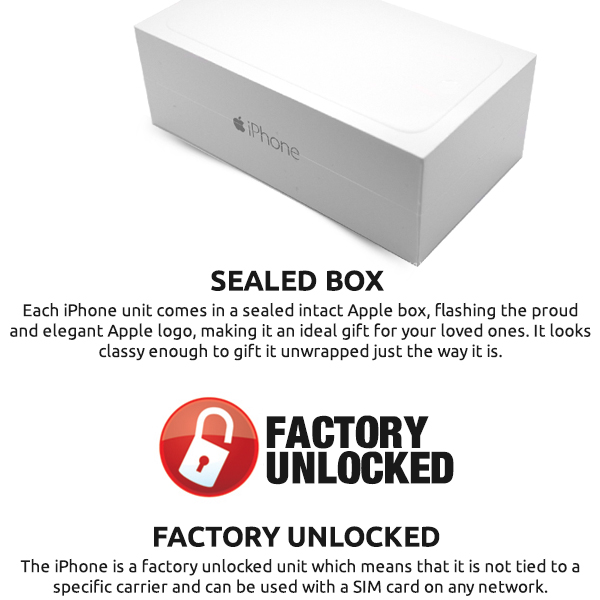 iPhone
SEALED BOX
Each iPhone unit comes in a sealed intact Apple box, flashing the proud
and elegant Apple logo, making it an ideal gift for your loved ones. It looks
classy enough to gift it unwrapped just the way it is.
FACTORY
UNLOCKED
FACTORY UNLOCKED
The iPhone is a factory unlocked unit which means that it is not tied to a
specific carrier and can be used with a SIM card on any network.